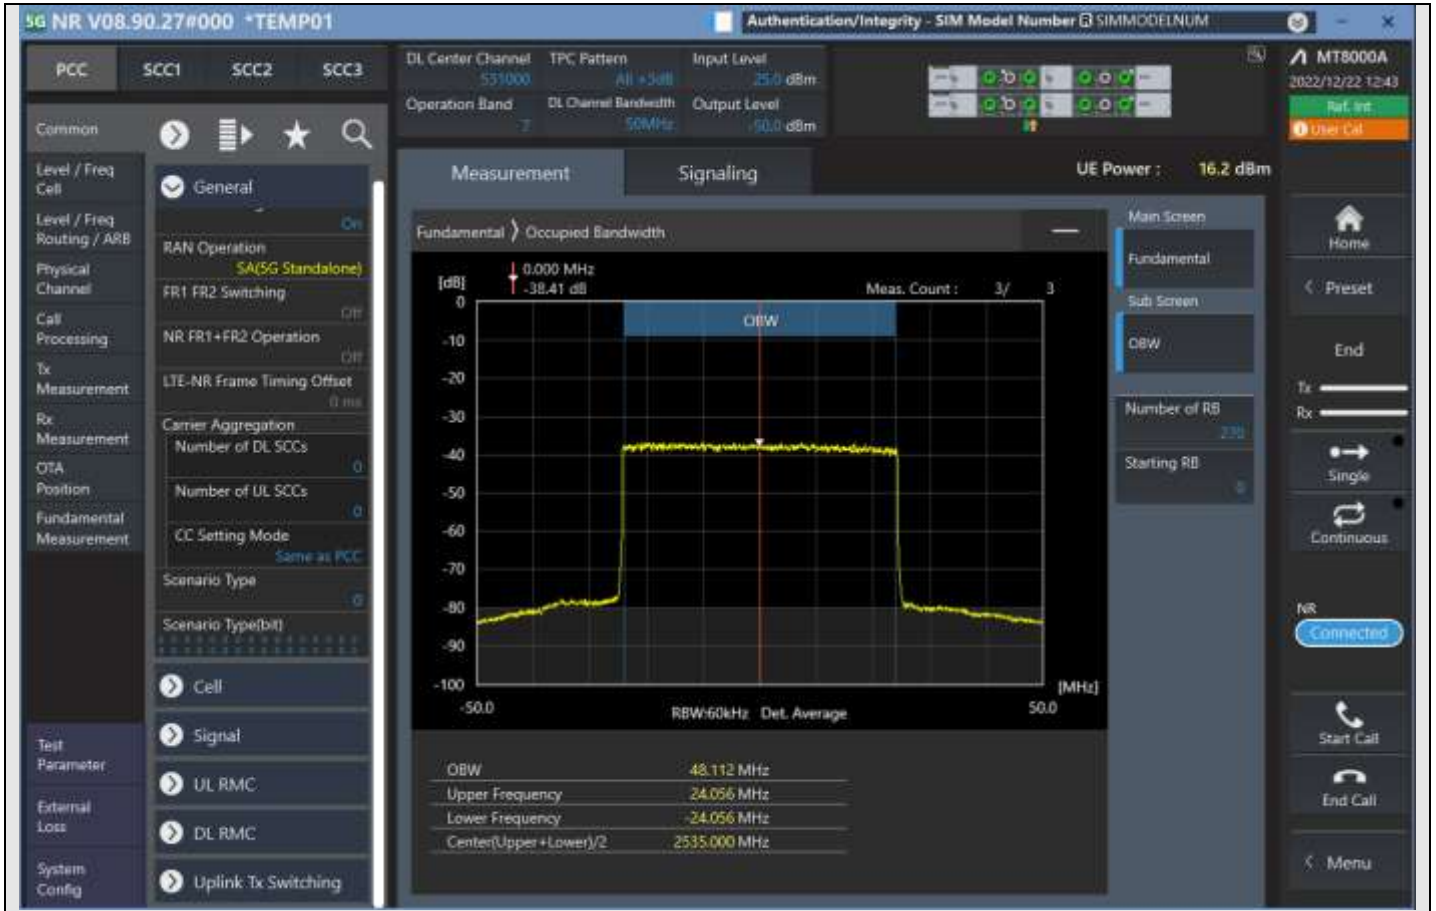 5G NR V08.90.27#000 *TEMP01
Authentication/Integrity - SIM Model Number SIMMODELNUM
PCC SCC1 SCC2 SCC3
DL Center Channel
531000
TPC Pattern
All +3dB
Input Level
25.0 dBm
Operation Band
7
DL Channel Bandwidth
50MHz
Output Level
-50.0 dBm
MT8000A
2022/12/22 12:43
Ref. Int
User Cal
Common
Level / Freq
Cell
Level / Freq
Routing / ARB
Physical
Channel
Call
Processing
Tx
Measurement
Rx
Measurement
OTA
Position
Fundamental
Measurement
Test
Parameter
External
Loss
System
Config
General
On
RAN Operation
SA(5G Standalone)
FR1 FR2 Switching
Off
NR FR1+FR2 Operation
Off
LTE-NR Frame Timing Offset
0 ms
Carrier Aggregation
Number of DL SCCs
0
Number of UL SCCs
0
CC Setting Mode
Same as PCC
Scenario Type
0
Scenario Type(bit)
Cell
Signal
UL RMC
DL RMC
Uplink Tx Switching
Measurement Signaling
UE Power : 16.2 dBm
Fundamental Occupied Bandwidth
0.000 MHz
-38.41 dB
Meas. Count : 3/ 3
[dB]
OBW
0
-10
-20
-30
-40
-50
-60
-70
-80
-90
-100
[MHz]
-50.0 RBW:60kHz Det. Average 50.0
OBW 48.112 MHz
Upper Frequency 24.056 MHz
Lower Frequency -24.056 MHz
Center(Upper+Lower)/2 2535.000 MHz
Main Screen
Fundamental
Sub Screen
OBW
Number of RB
Starting RB
0
Home
Preset
End
Tx
Rx
Single
Continuous
NR
Connected
Start Call
End Call
Menu